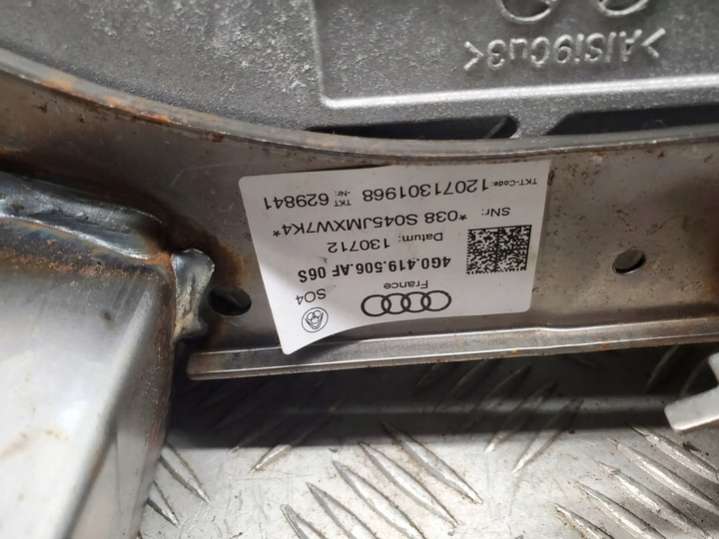 >AlSi9Cu3<
France
SO4
4G0.419.506.AF 06S
Datum: 130712
SNr: *038 S045JMXW7K4*
TKT-Code: 12071301968 TKT -Nr: 629841